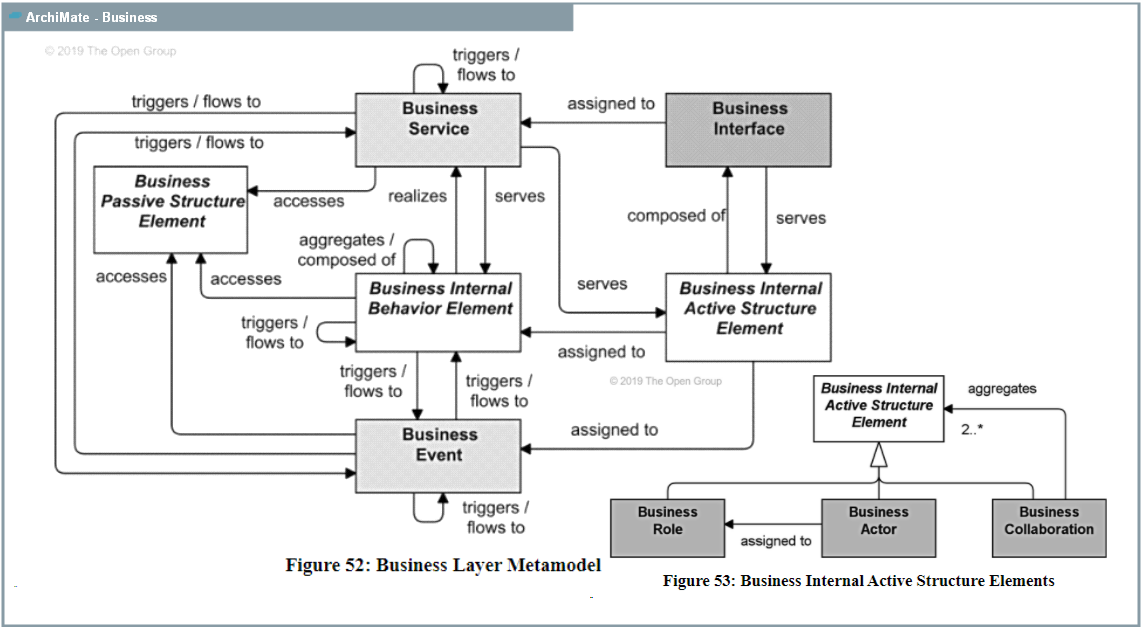 ArchiMate - Business
© 2019 The Open Group
triggers /
flows to
triggers / flows to
Business
Service
assigned to
Business
Interface
triggers / flows to
Business
Passive Structure
Element
accesses
realizes
serves
composed of
serves
aggregates /
composed of
accesses
accesses
Business Internal
Behavior Element
serves
Business Internal
Active Structure
Element
triggers /
flows to
assigned to
triggers /
flows to
triggers /
flows to
© 2019 The Open Group
Business Internal
Active Structure
Element
aggregates
2..*
Business
Event
assigned to
triggers /
flows to
Business
Role
assigned to
Business
Actor
Business
Collaboration
Figure 52: Business Layer Metamodel
Figure 53: Business Internal Active Structure Elements